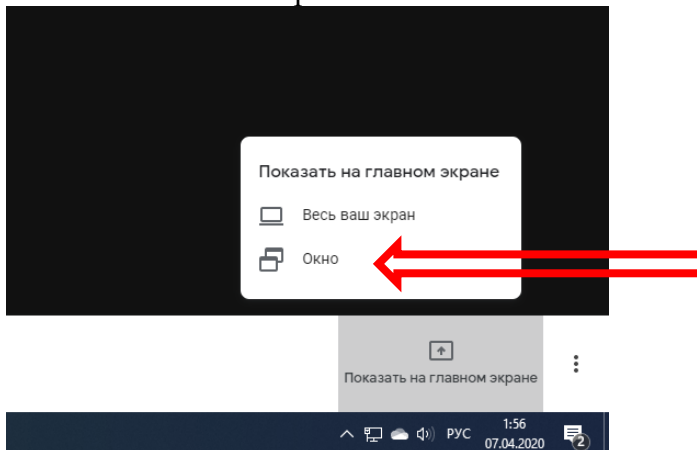 Показать на главном экране
Весь ваш экран
Окно
Показать на главном экране
РУС
1:56
07.04.2020
2